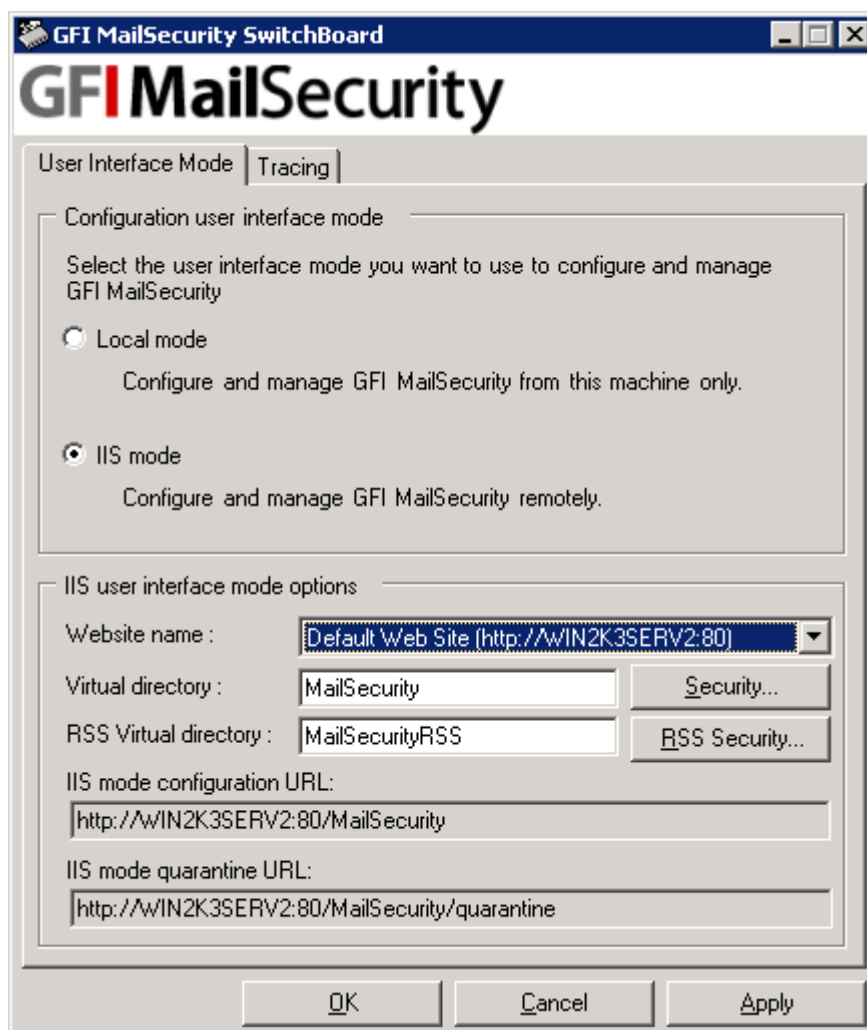 GFI MailSecurity SwitchBoard
GFI MailSecurity
User Interface Mode
Tracing
Configuration user interface mode
Select the user interface mode you want to use to configure and manage
GFI MailSecurity
Local mode
Configure and manage GFI MailSecurity from this machine only.
IIS mode
Configure and manage GFI MailSecurity remotely.
IIS user interface mode options
Website name : Default Web Site (http://WIN2K3SERV2:80)
Virtual directory : MailSecurity Security...
RSS Virtual directory : MailSecurityRSS RSS Security...
IIS mode configuration URL:
http://WIN2K3SERV2:80/MailSecurity
IIS mode quarantine URL:
http://WIN2K3SERV2:80/MailSecurity/quarantine
OK Cancel Apply